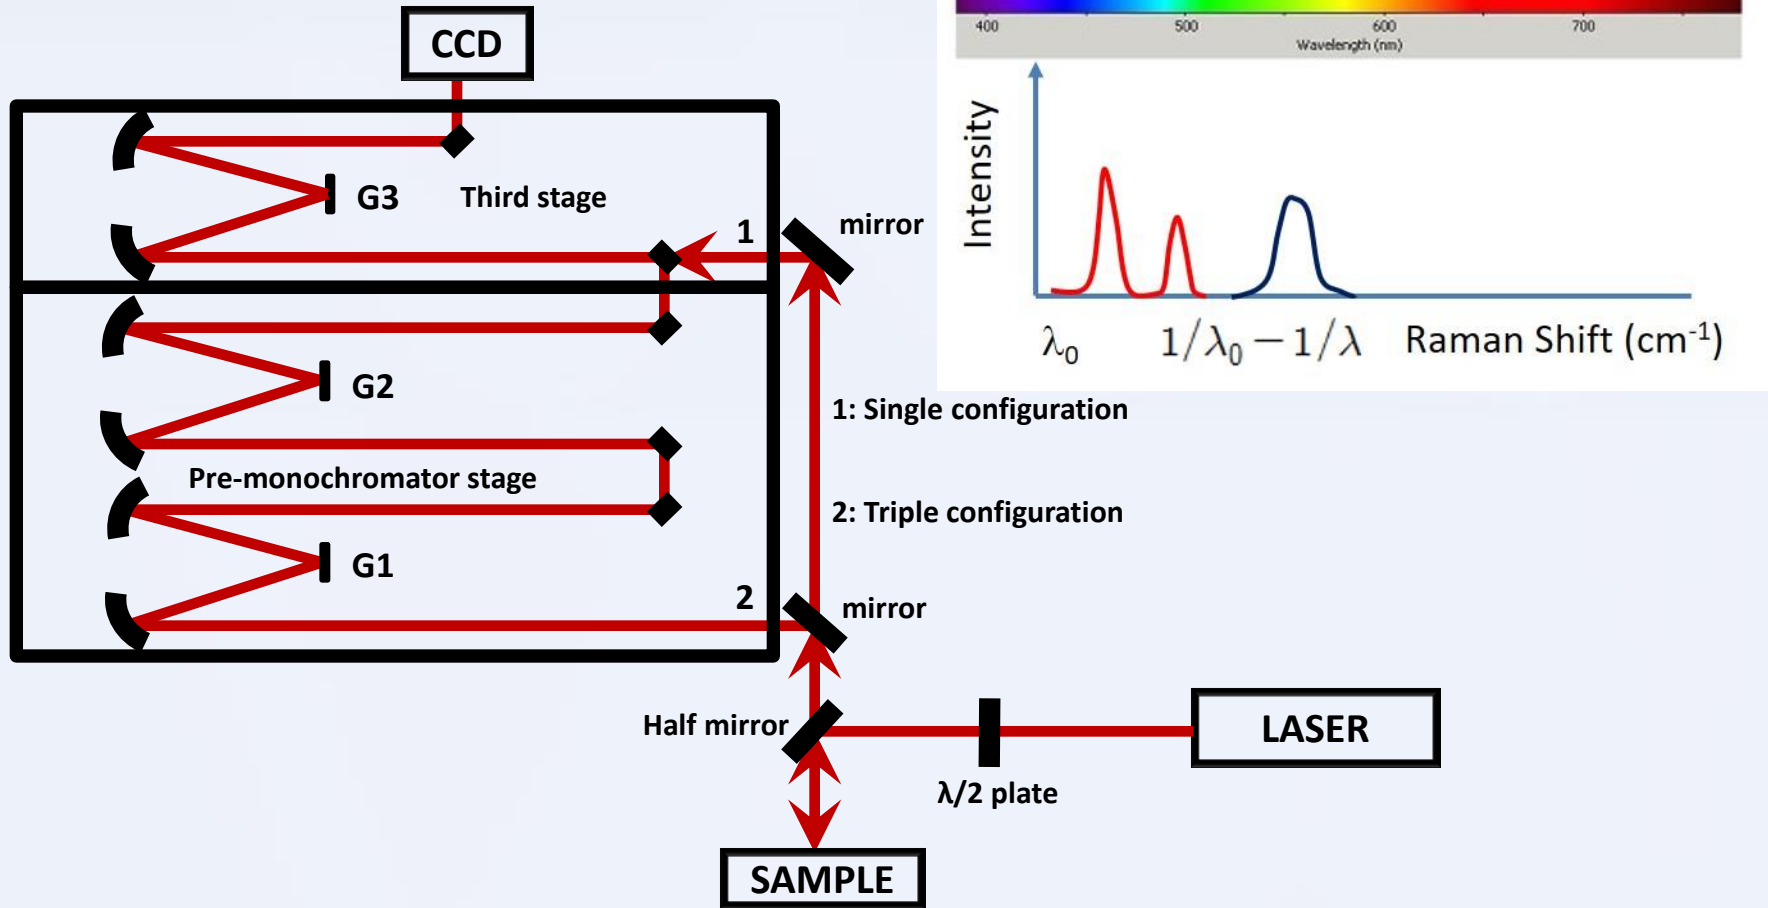 CCD
400 500 600 700
Wavelength (nm)
Intensity
λ₀ 1/λ₀ − 1/λ Raman Shift (cm⁻¹)
G3 Third stage
1
mirror
G2
1: Single configuration
Pre-monochromator stage
2: Triple configuration
G1
2
mirror
Half mirror
LASER
λ/2 plate
SAMPLE